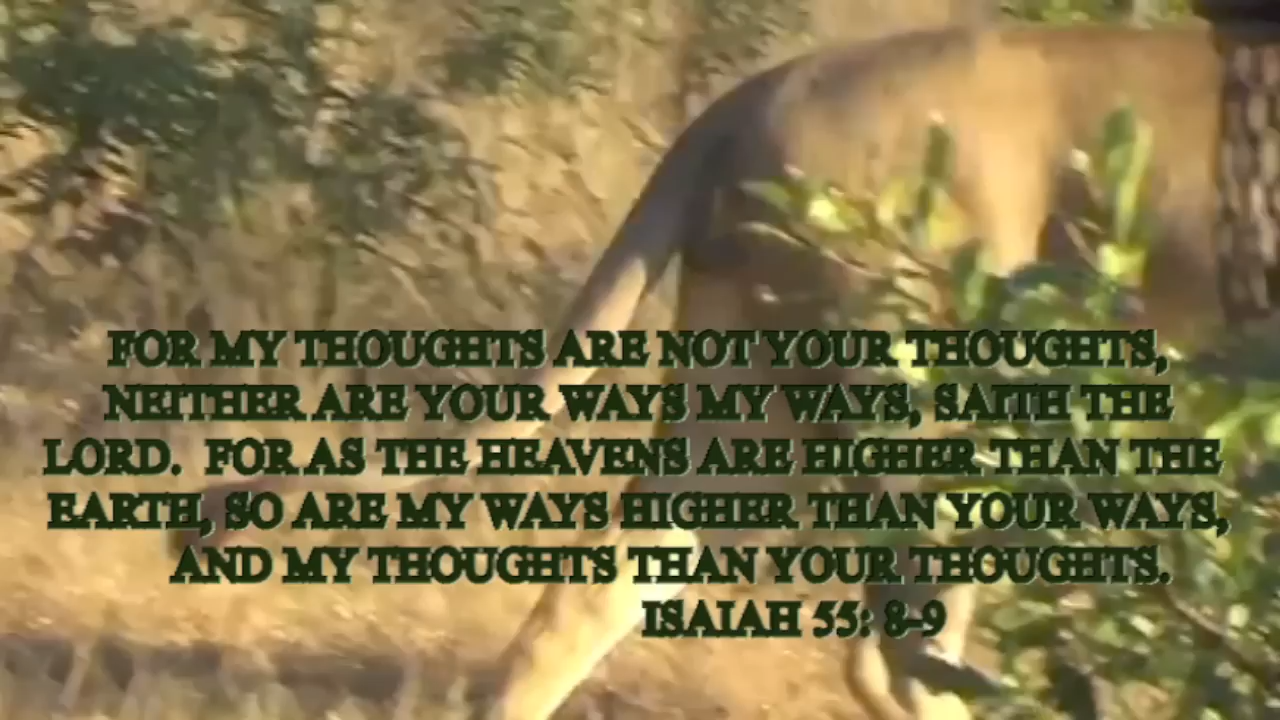 FOR MY THOUGHTS ARE NOT YOUR THOUGHTS,
NEITHER ARE YOUR WAYS MY WAYS, SAITH THE
LORD. FOR AS THE HEAVENS ARE HIGHER THAN THE
EARTH, SO ARE MY WAYS HIGHER THAN YOUR WAYS,
AND MY THOUGHTS THAN YOUR THOUGHTS.
ISAIAH 55: 8-9